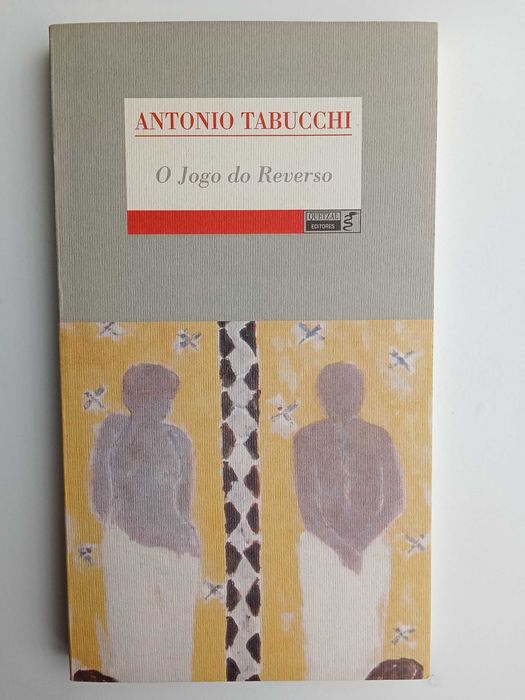 ANTONIO TABUCCHI
O Jogo do Reverso
QUETZAL
EDITORES